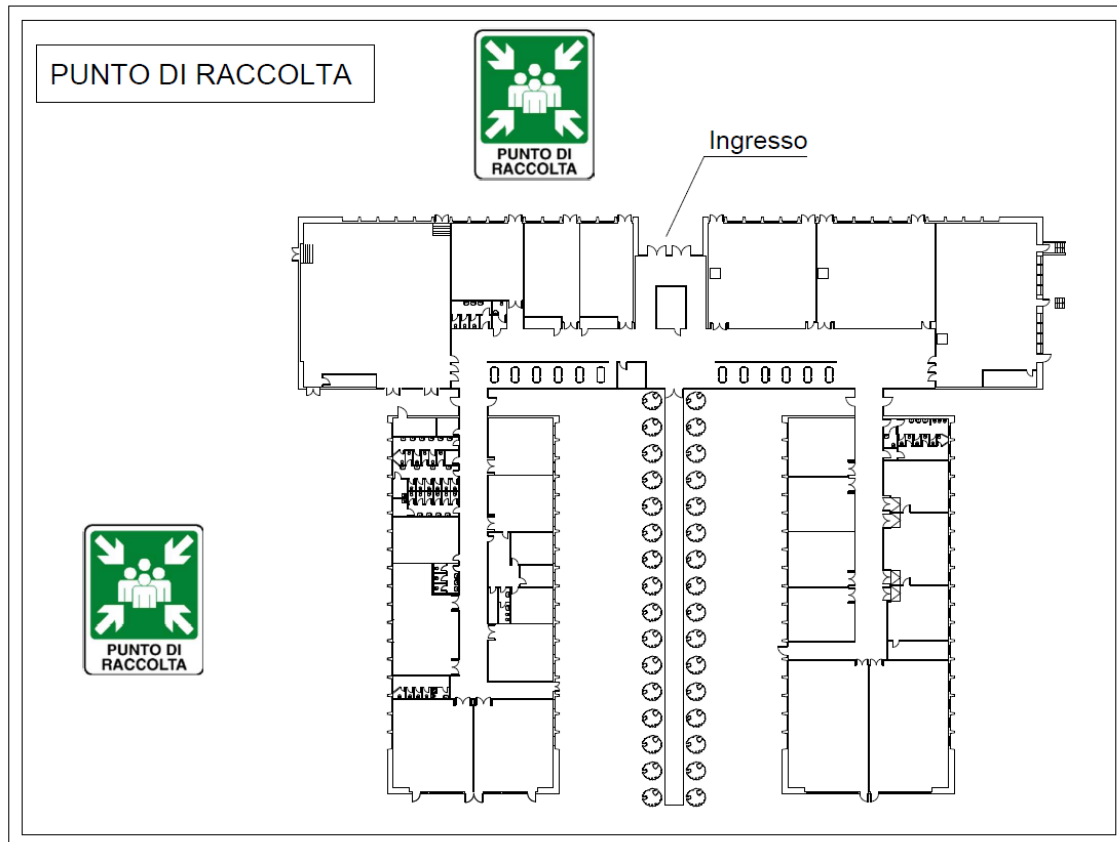 PUNTO DI RACCOLTA
PUNTO DI
RACCOLTA
Ingresso
PUNTO DI
RACCOLTA